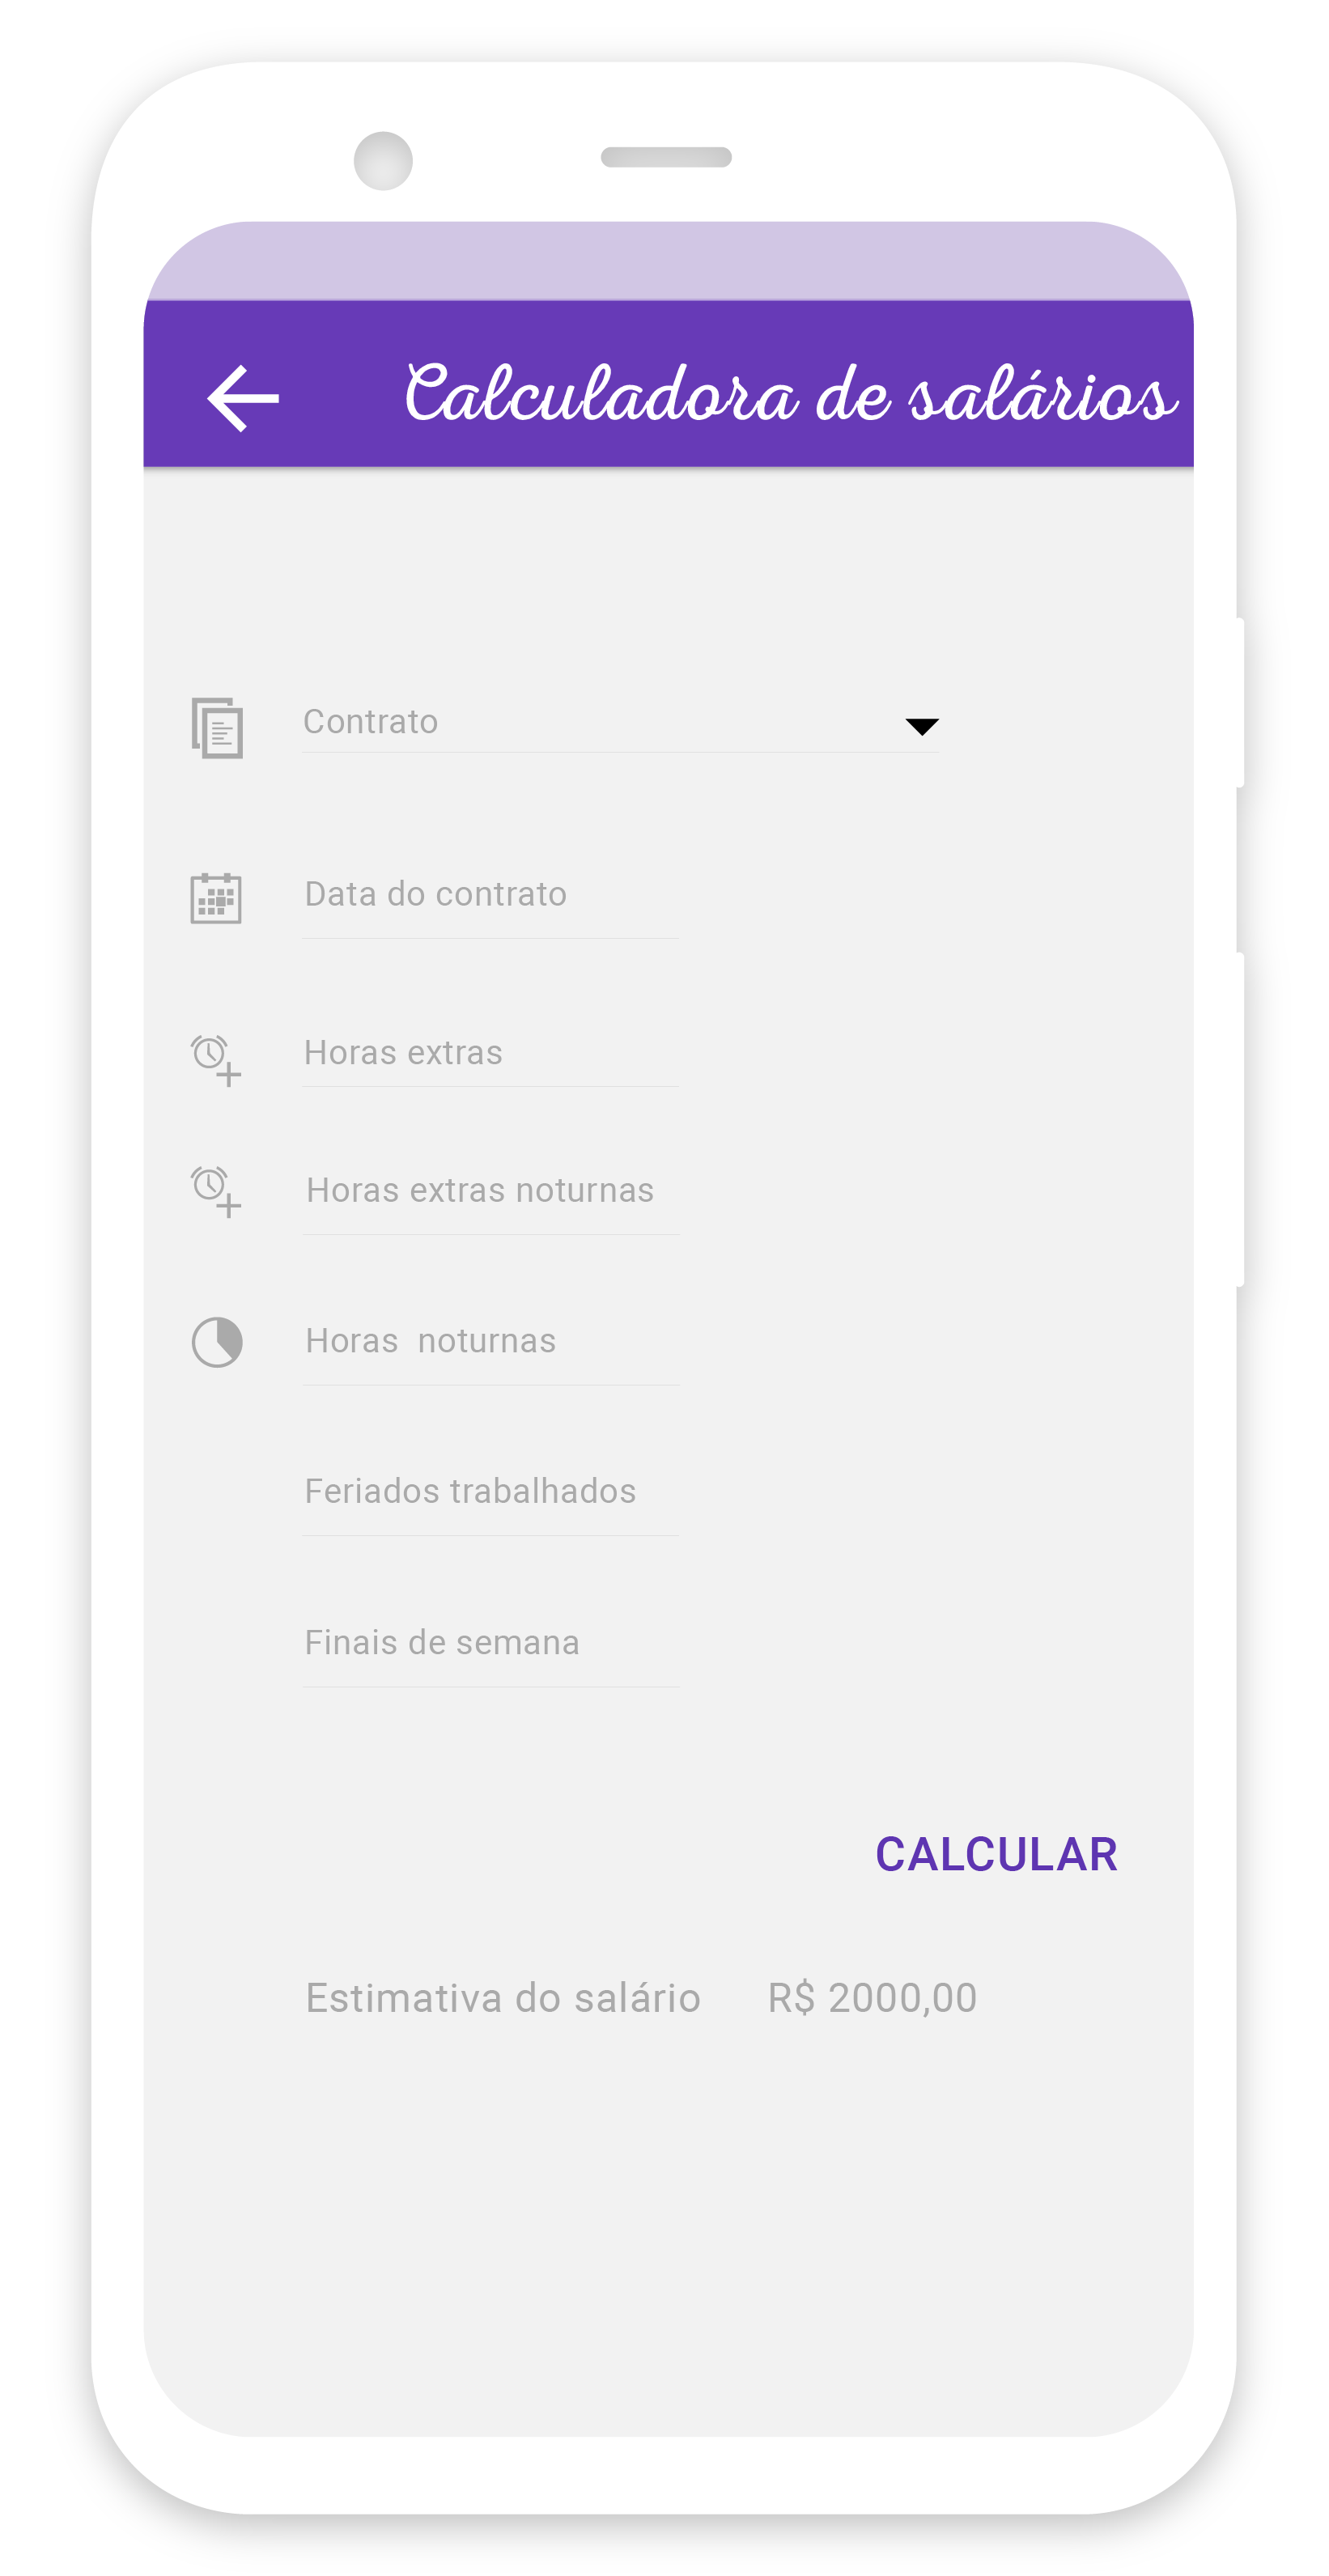 Calculadora de salários
Contrato
Data do contrato
Horas extras
Horas extras noturnas
Horas  noturnas
Feriados trabalhados
Finais de semana
CALCULAR
Estimativa do salário R$ 2000,00